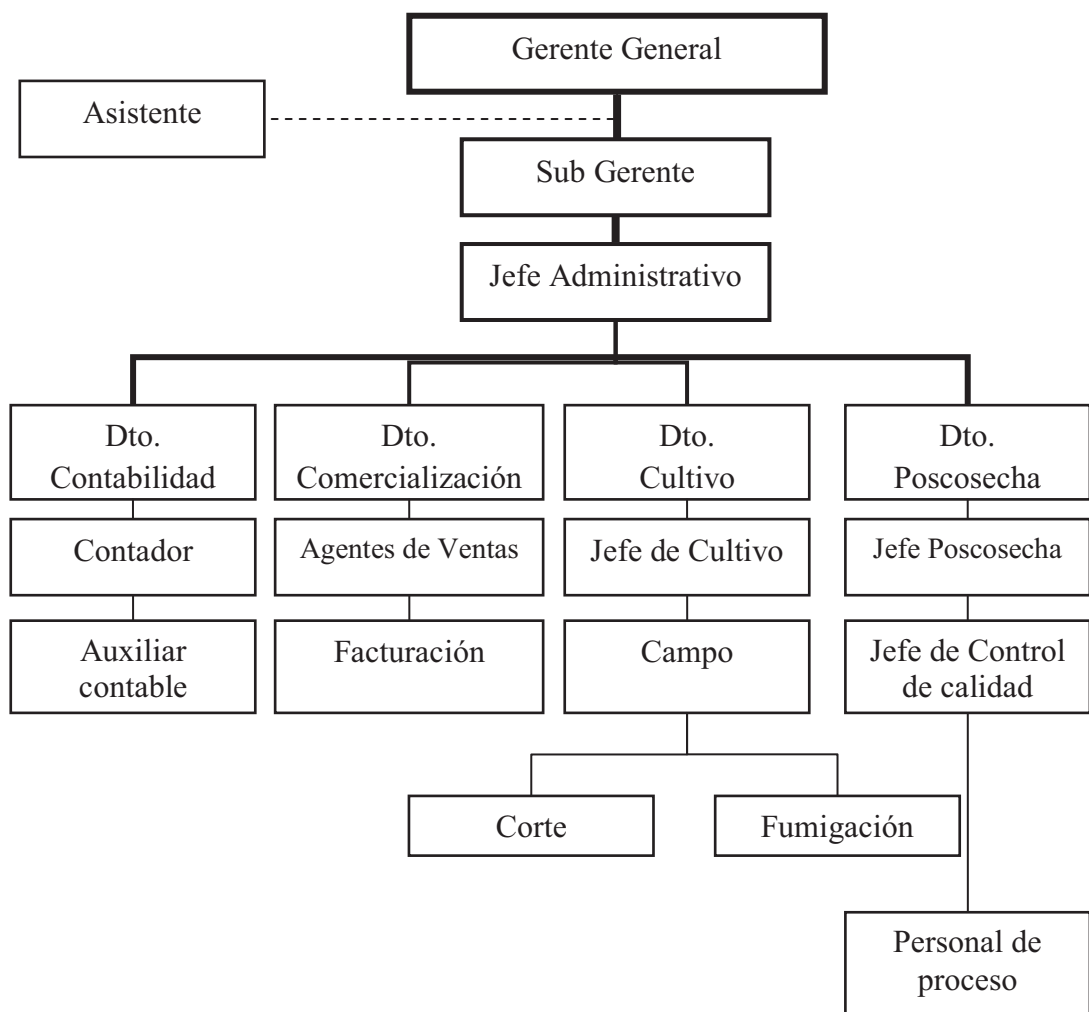 Gerente General
Asistente
Sub Gerente
Jefe Administrativo
Dto.
Contabilidad
Dto.
Comercialización
Dto.
Cultivo
Dto.
Poscosecha
Contador
Agentes de Ventas
Jefe de Cultivo
Jefe Poscosecha
Auxiliar
contable
Facturación
Campo
Jefe de Control
de calidad
Corte
Fumigación
Personal de
proceso